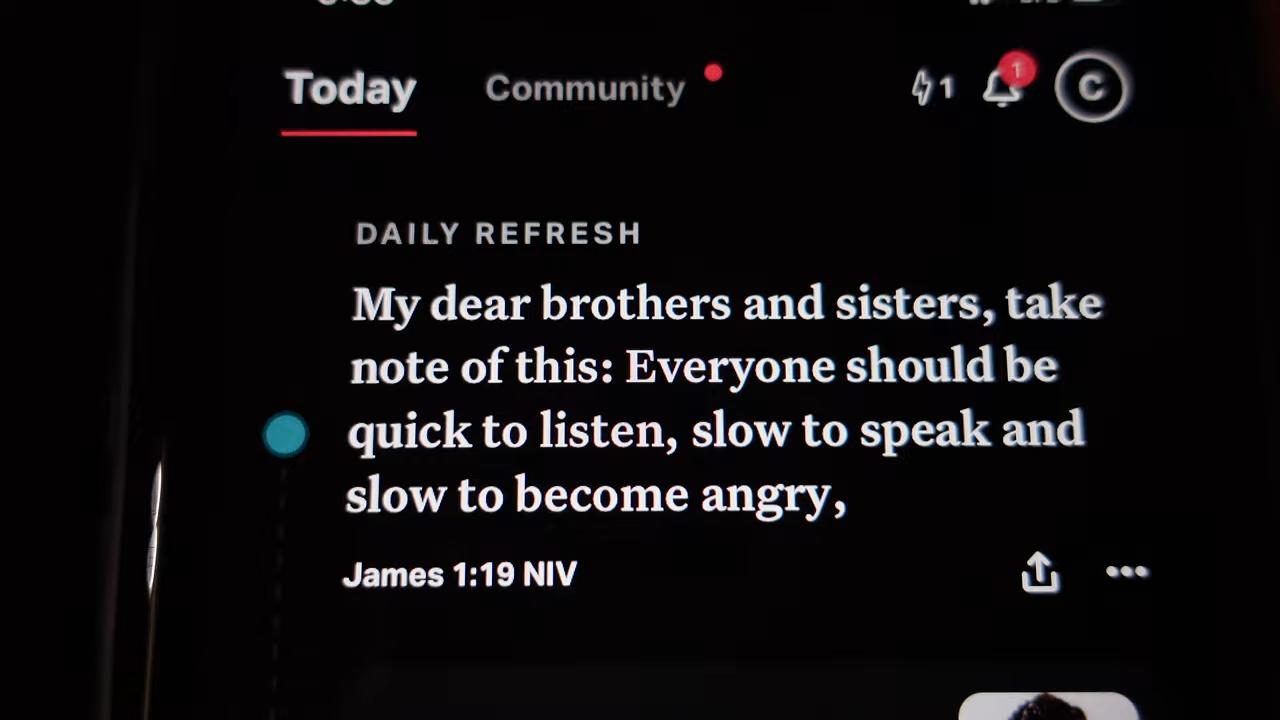 Today Community 1 1 C
DAILY REFRESH
My dear brothers and sisters, take
note of this: Everyone should be
quick to listen, slow to speak and
slow to become angry,
James 1:19 NIV